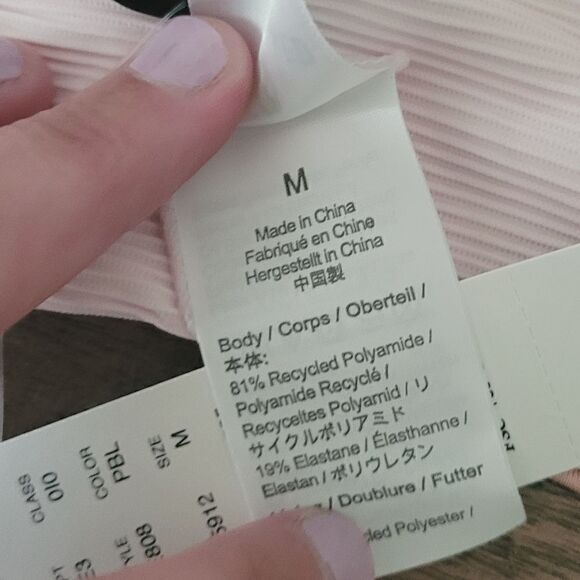 M
Made in China
Fabriqué en Chine
Hergestellt in China
中国製
Body / Corps / Oberteil /
本体:
81% Recycled Polyamide /
Polyamide Recyclé /
Recyceltes Polyamid / リ
サイクルポリアミド
19% Elastane / Élasthanne /
Elastan / ポリウレタン
/ Doublure / Futter
Polyester /
CLASS
010
COLOR
PBL
SIZE
M